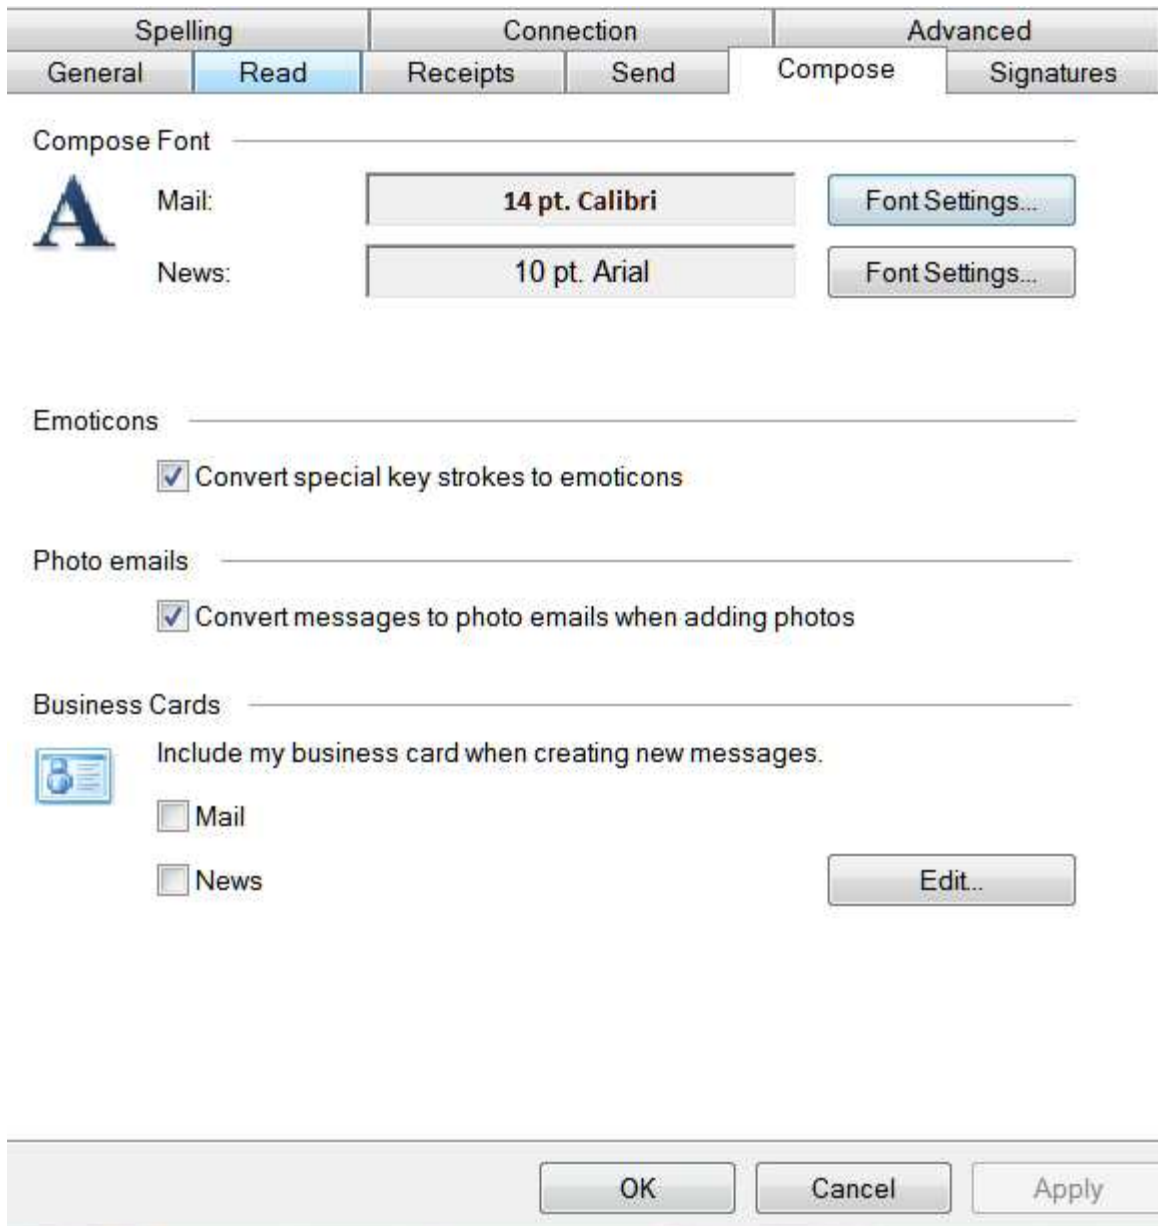 Spelling Connection Advanced
General Read Receipts Send Compose Signatures
Compose Font
Mail: 14 pt. Calibri Font Settings...
News: 10 pt. Arial Font Settings...
Emoticons
Convert special key strokes to emoticons
Photo emails
Convert messages to photo emails when adding photos
Business Cards
Include my business card when creating new messages.
Mail
News Edit...
OK Cancel Apply